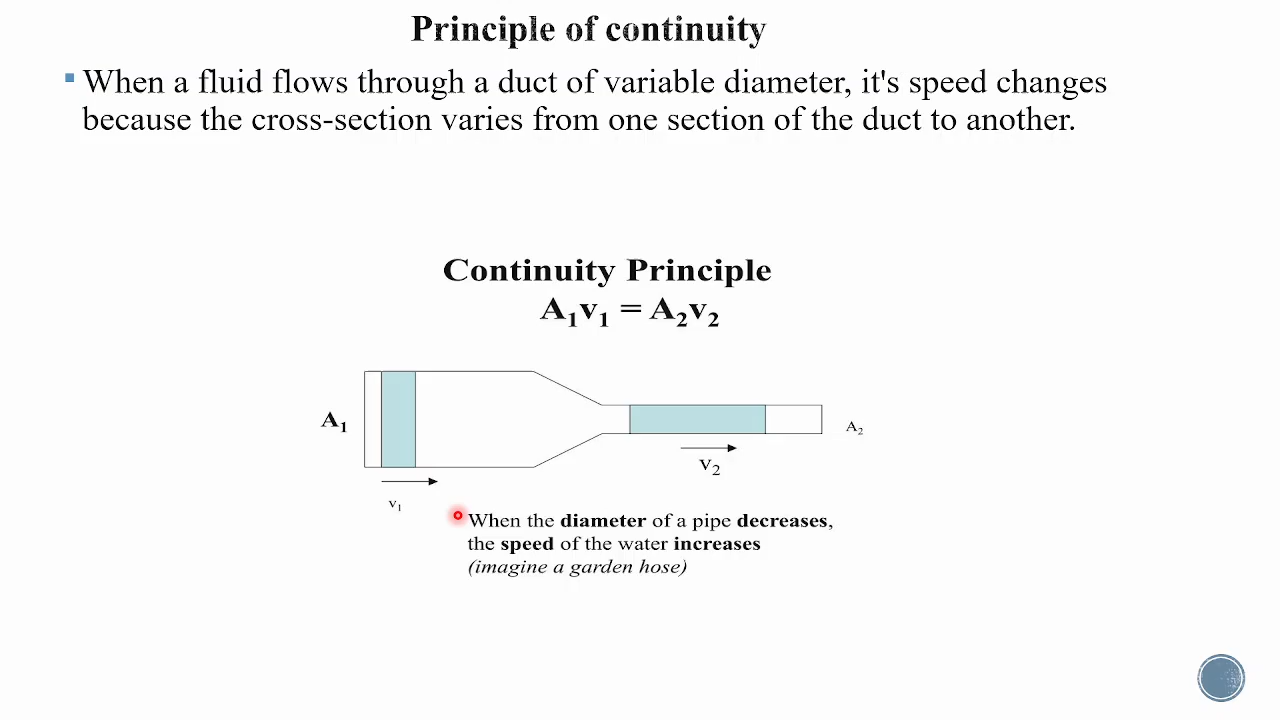 Principle of continuity
When a fluid flows through a duct of variable diameter, it's speed changes
because the cross-section varies from one section of the duct to another.
Continuity Principle
A₁v₁ = A₂v₂
A₁
A₂
v₂
v₁
When the diameter of a pipe decreases,
the speed of the water increases
(imagine a garden hose)